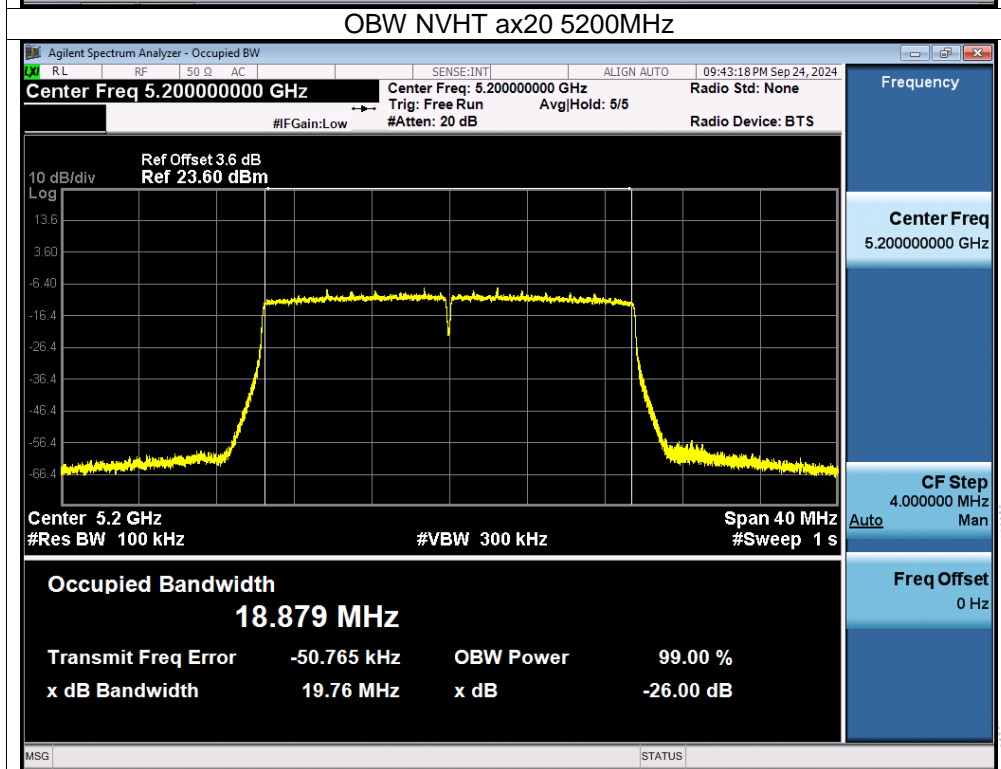 OBW NVHT ax20 5200MHz
Agilent Spectrum Analyzer - Occupied BW
LXI RL RF 50 Ω AC SENSE:INT ALIGN AUTO 09:43:18 PM Sep 24, 2024
Center Freq 5.200000000 GHz Center Freq: 5.200000000 GHz Radio Std: None
Trig: Free Run Avg|Hold: 5/5
#IFGain:Low #Atten: 20 dB Radio Device: BTS
Frequency
Ref Offset 3.6 dB
10 dB/div Ref 23.60 dBm
Log
13.6
3.60
-6.40
-16.4
-26.4
-36.4
-46.4
-56.4
-66.4
Center 5.2 GHz Span 40 MHz
#Res BW 100 kHz #VBW 300 kHz #Sweep 1 s
Center Freq
5.200000000 GHz
CF Step
4.000000 MHz
Auto Man
Freq Offset
0 Hz
Occupied Bandwidth
18.879 MHz
Transmit Freq Error -50.765 kHz OBW Power 99.00 %
x dB Bandwidth 19.76 MHz x dB -26.00 dB
MSG STATUS